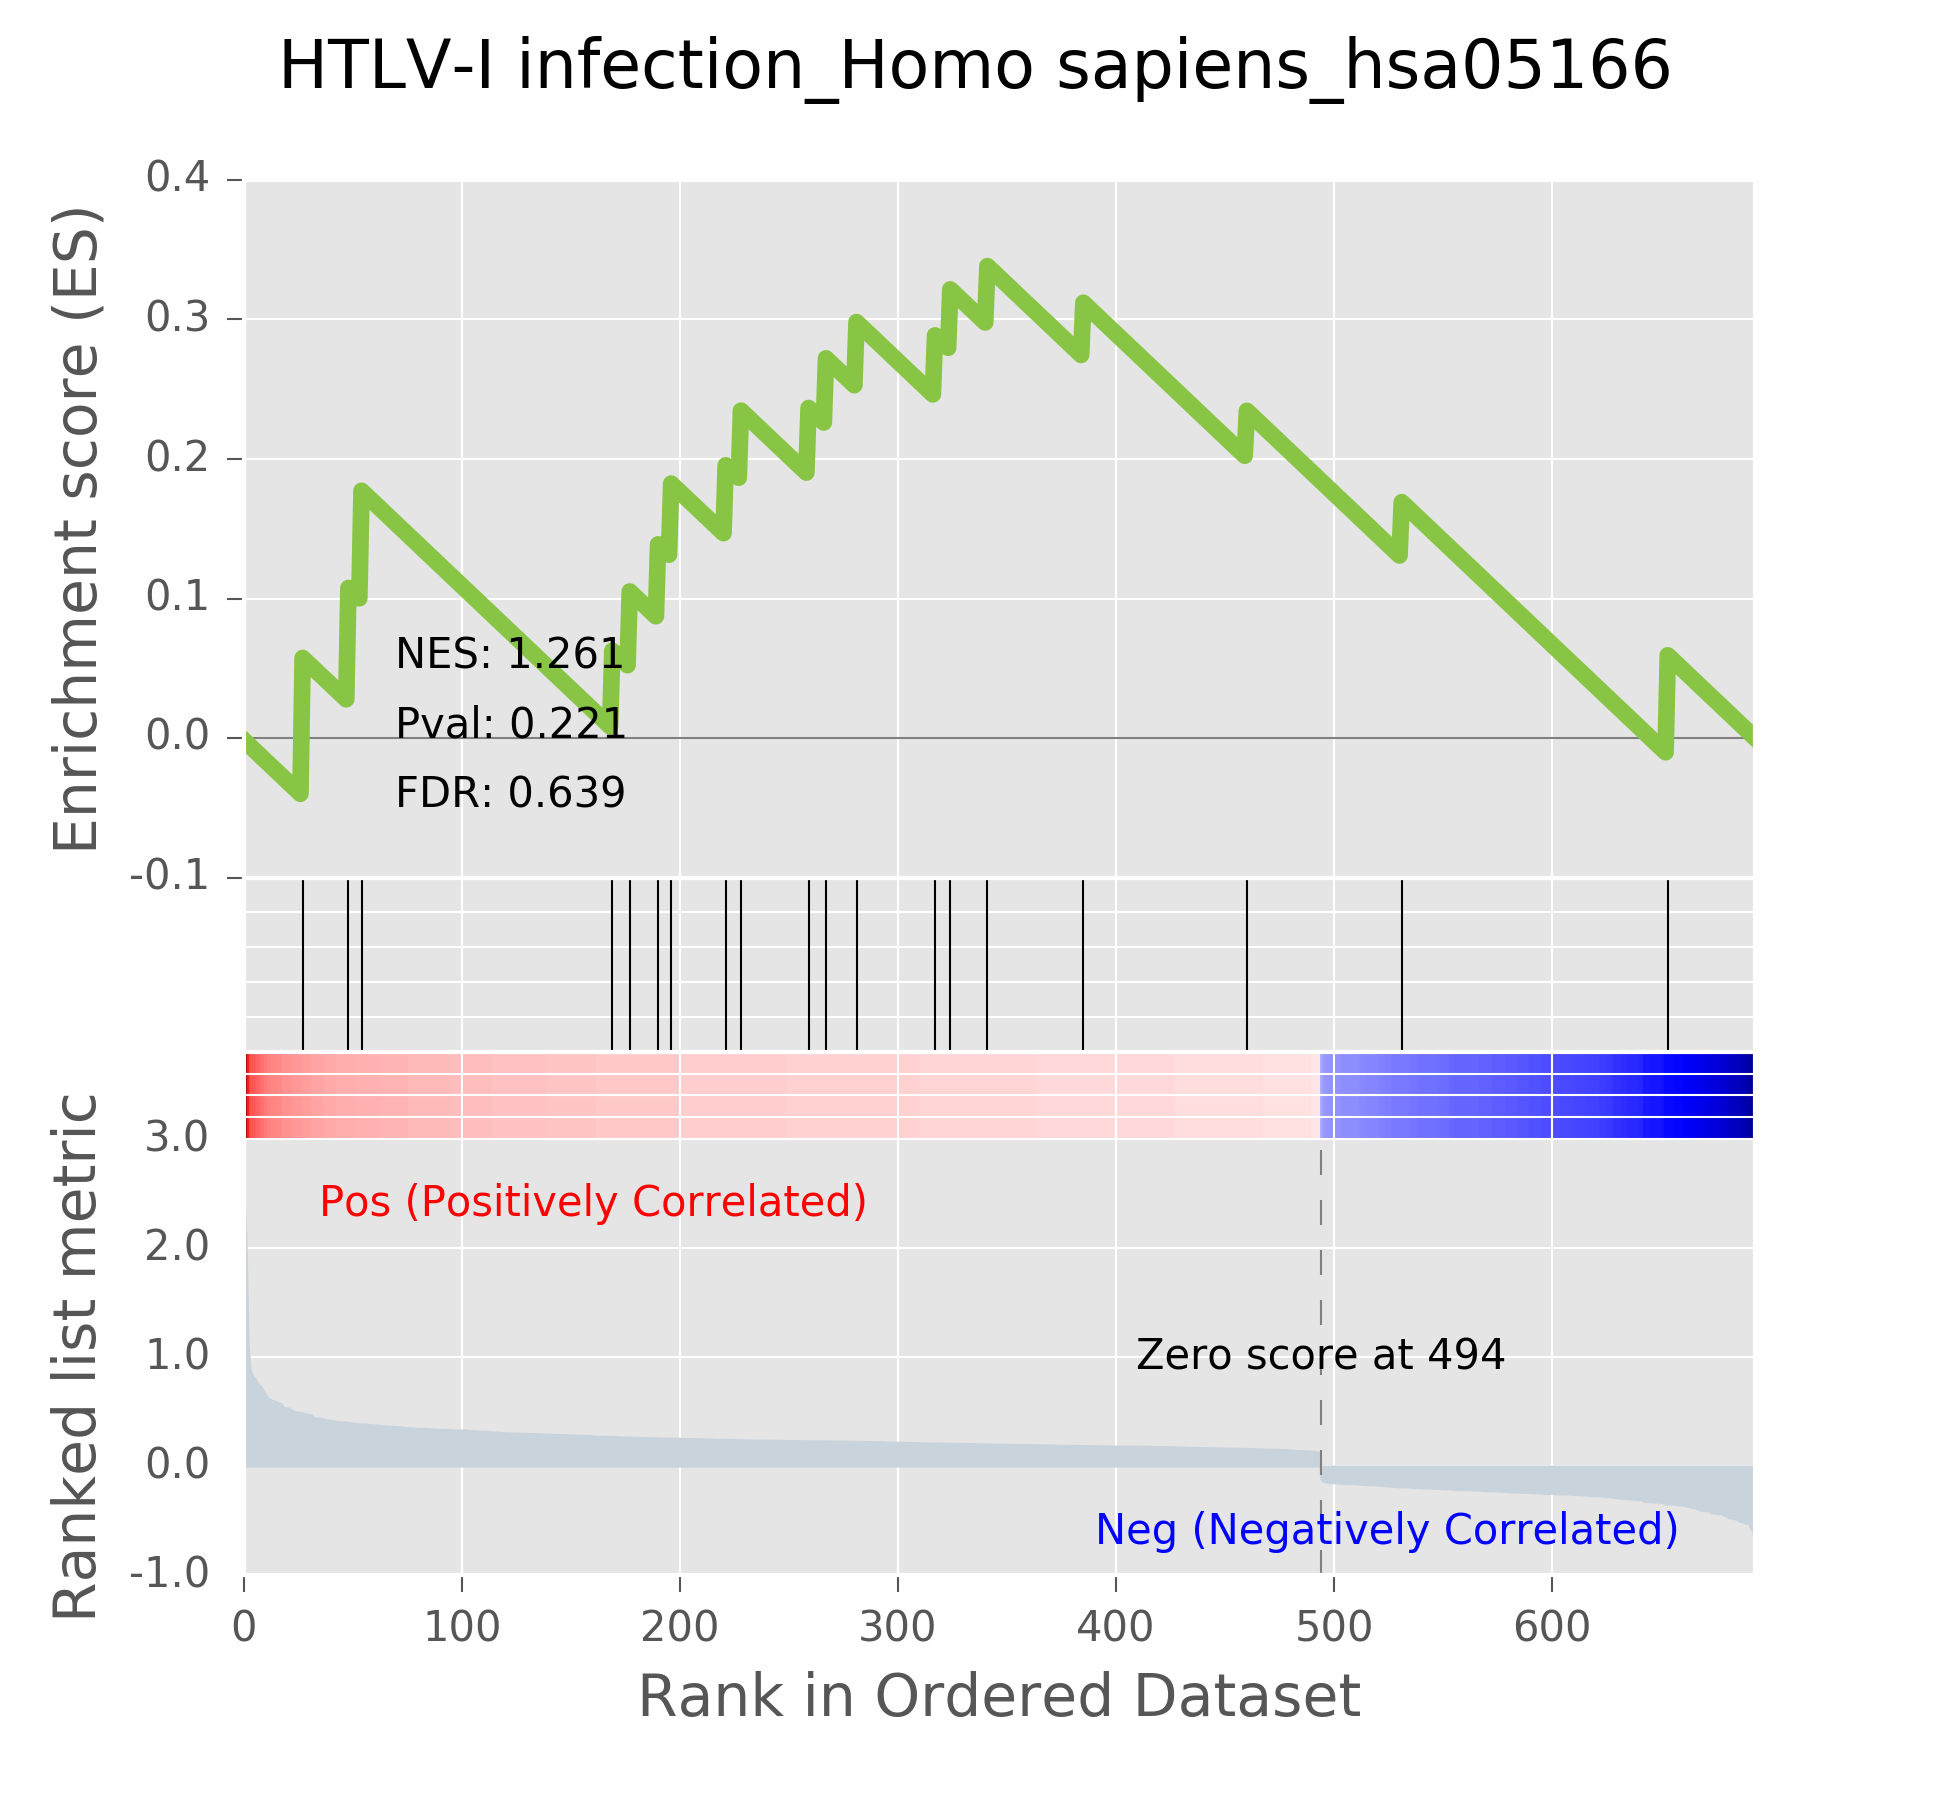 HTLV-I infection_Homo sapiens_hsa05166
Enrichment score (ES)
0.4
0.3
0.2
0.1
0.0
-0.1
NES: 1.261
Pval: 0.221
FDR: 0.639
Ranked list metric
3.0
2.0
1.0
0.0
-1.0
Pos (Positively Correlated)
Zero score at 494
Neg (Negatively Correlated)
0 100 200 300 400 500 600
Rank in Ordered Dataset